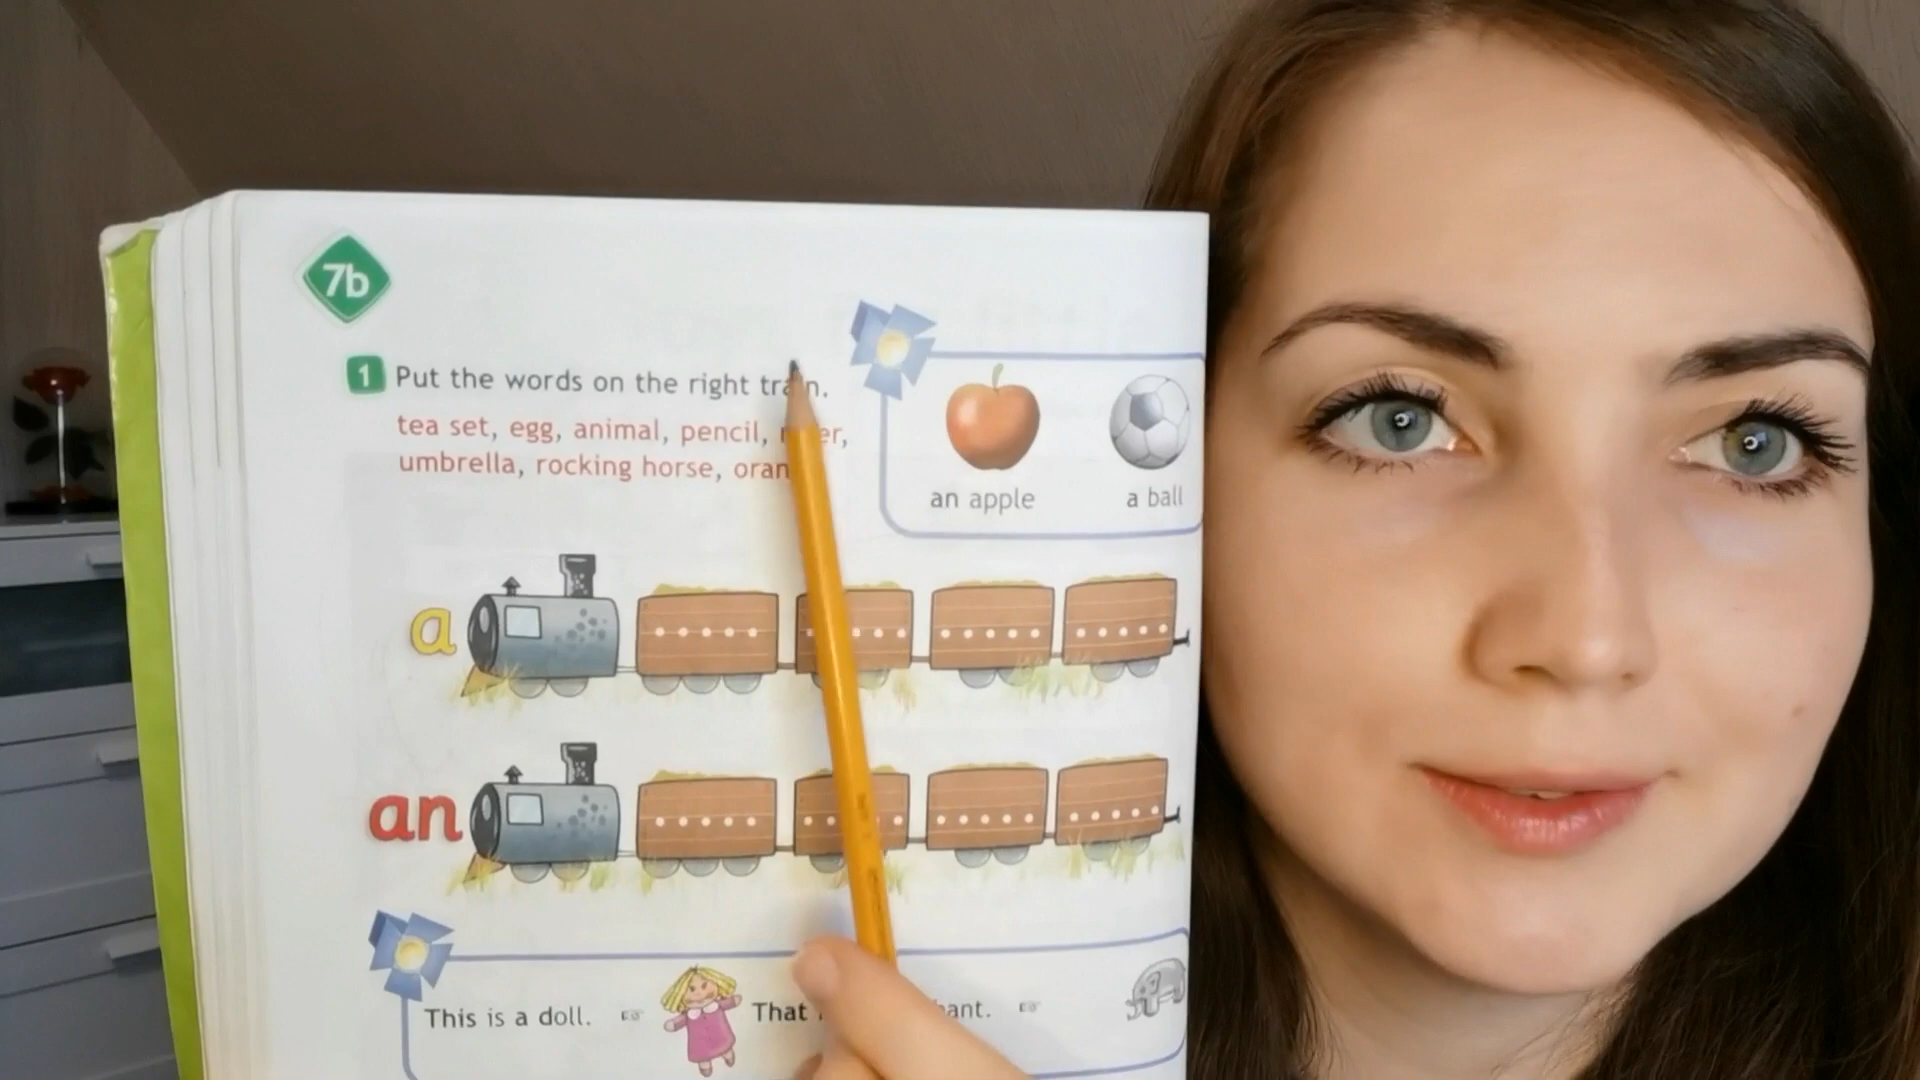 7b
1 Put the words on the right train.
tea set, egg, animal, pencil,
umbrella, rocking horse,
an apple
a ball
a
an
This is a doll.
That